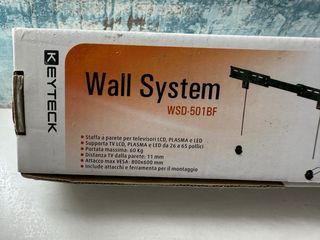 KEYTECK
Wall System
WSD-501BF
• Staffa a parete per televisori LCD, PLASMA e LED
• Supporta TV LCD, PLASMA e LED da 26 a 65 pollici
• Portata massima: 60 Kg
• Distanza TV dalla parete: 11 mm
• Attacco max VESA: 800x600 mm
• Include attacchi e ferramenta per il montaggio